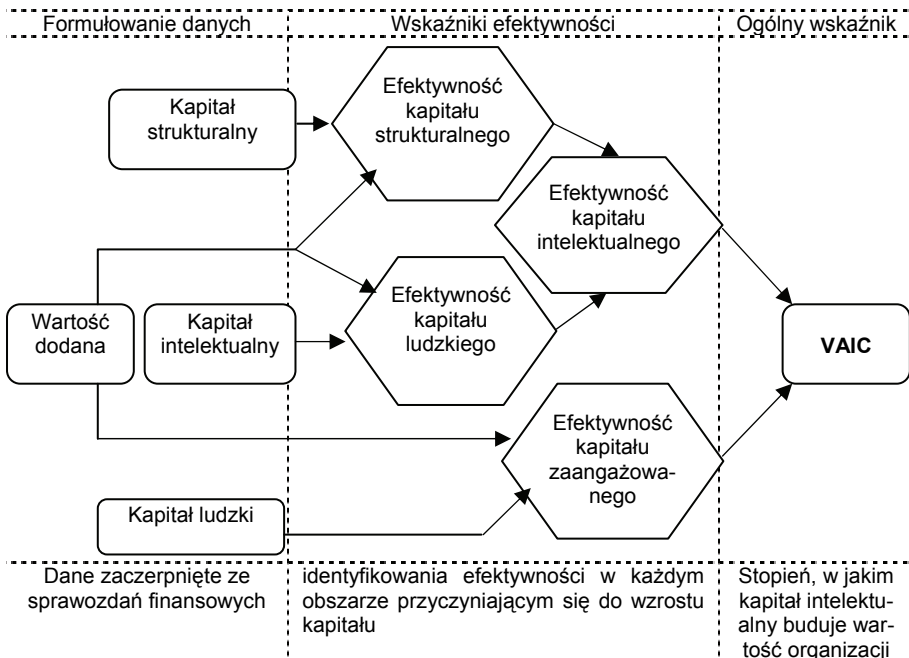 Formułowanie danych
Wskaźniki efektywności
Ogólny wskaźnik
Kapitał
strukturalny
Efektywność
kapitału
strukturalnego
Efektywność
kapitału
intelektualnego
Wartość
dodana
Kapitał
intelektualny
Efektywność
kapitału
ludzkiego
VAIC
Efektywność
kapitału
zaangażowa-
nego
Kapitał ludzki
Dane zaczerpnięte ze
sprawozdań finansowych
identyfikowania efektywności w każdym
obszarze przyczyniającym się do wzrostu
kapitału
Stopień, w jakim
kapitał intelektu-
alny buduje war-
tość organizacji